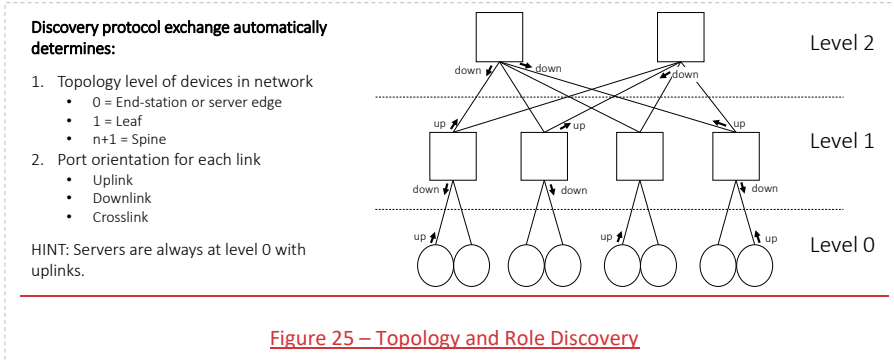 Discovery protocol exchange automatically
determines:
1. Topology level of devices in network
• 0 = End-station or server edge
• 1 = Leaf
• n+1 = Spine
2. Port orientation for each link
• Uplink
• Downlink
• Crosslink
HINT: Servers are always at level 0 with
uplinks.
Level 2
down
down
down
up
up
up
Level 1
down
down
down
down
up
up
up
Level 0
Figure 25 – Topology and Role Discovery